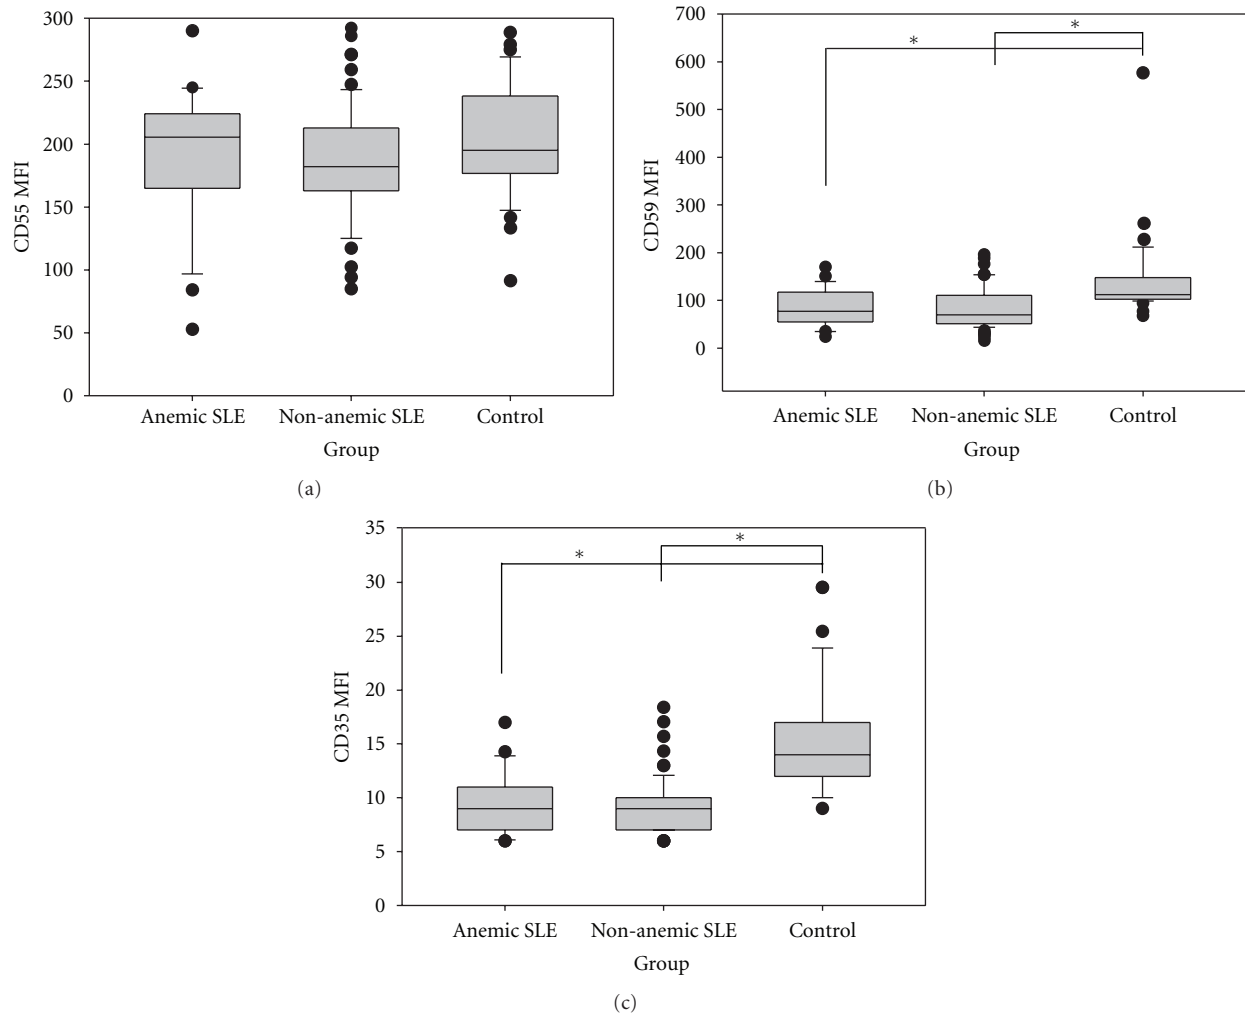 300
250
200
150
100
50
0
CD55 MFI
Anemic SLE Non-anemic SLE Control
Group
(a)
700
600
500
400
300
200
100
0
CD59 MFI
* *
Anemic SLE Non-anemic SLE Control
Group
(b)
35
30
25
20
15
10
5
0
CD35 MFI
* *
Anemic SLE Non-anemic SLE Control
Group
(c)